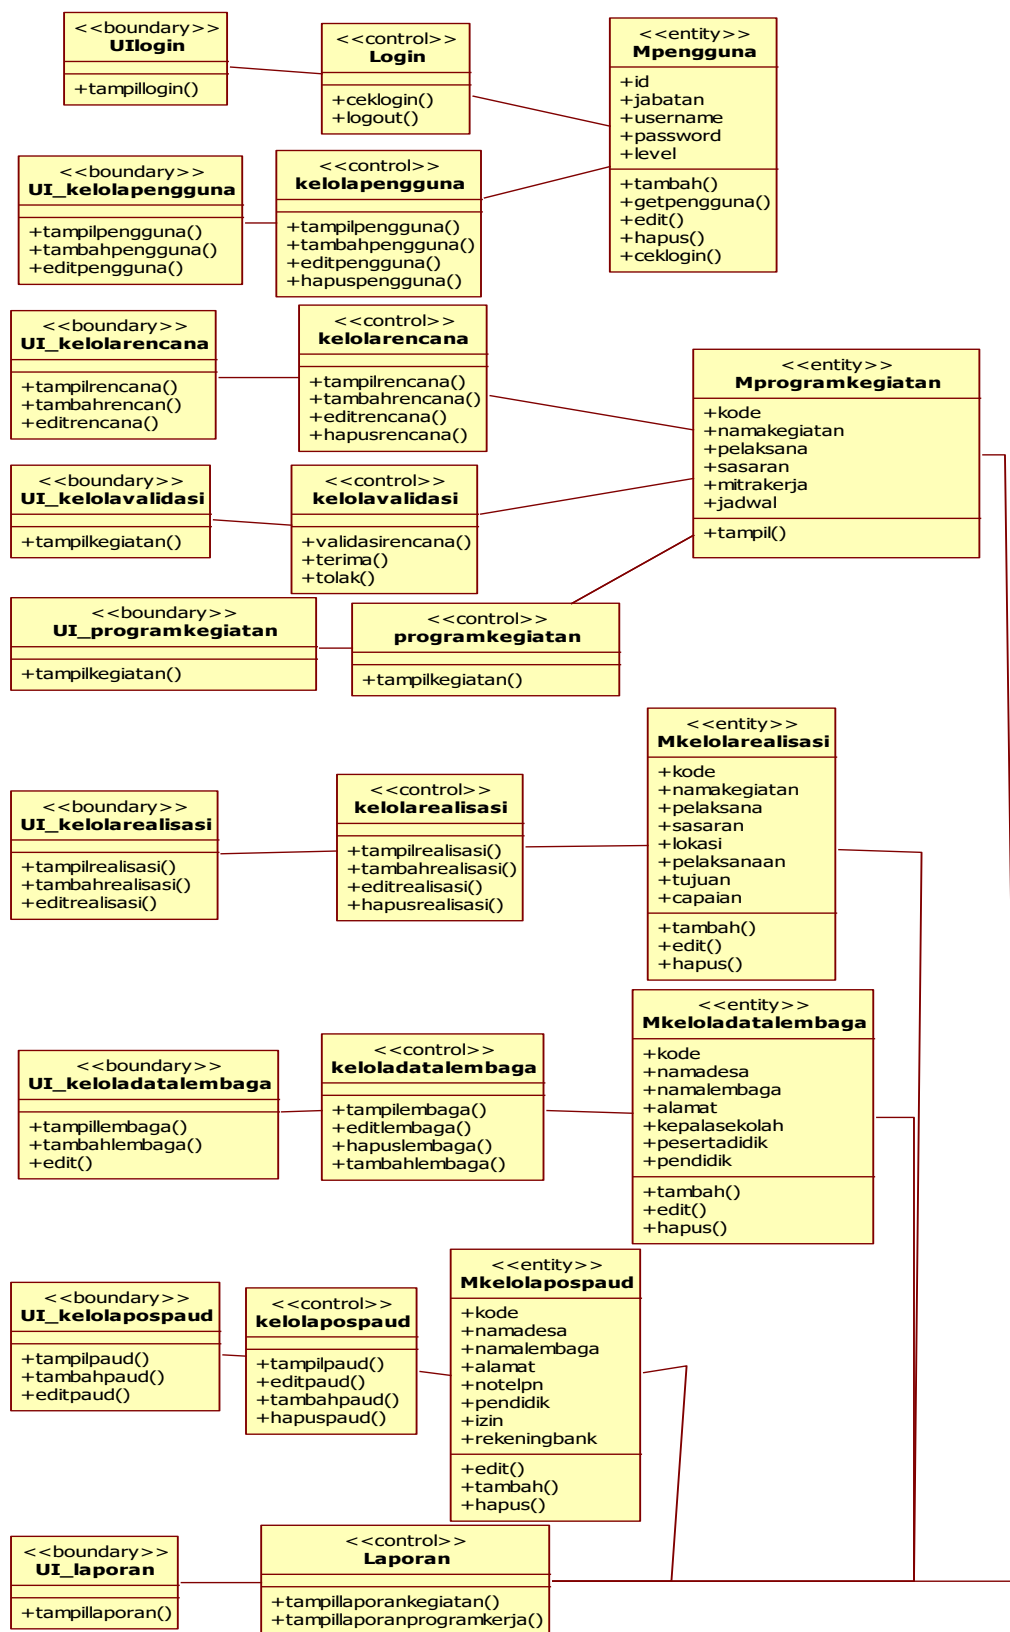 <<boundary>>
UIlogin
+tampillogin()
<<control>>
Login
+ceklogin()
+logout()
<<entity>>
Mpengguna
+id
+jabatan
+username
+password
+level
+tambah()
+getpengguna()
+edit()
+hapus()
+ceklogin()
<<boundary>>
UI_kelolapengguna
+tampilpengguna()
+tambahpengguna()
+editpengguna()
<<control>>
kelolapengguna
+tampilpengguna()
+tambahpengguna()
+editpengguna()
+hapuspengguna()
<<boundary>>
UI_kelolarencana
+tampilrencana()
+tambahrencan()
+editrencana()
<<control>>
kelolarencana
+tampilrencana()
+tambahrencana()
+editrencana()
+hapusrencana()
<<entity>>
Mprogramkegiatan
+kode
+namakegiatan
+pelaksana
+sasaran
+mitrakerja
+jadwal
+tampil()
<<boundary>>
UI_kelolavalidasi
+tampilkegiatan()
<<control>>
kelolavalidasi
+validasirencana()
+terima()
+tolak()
<<boundary>>
UI_programkegiatan
+tampilkegiatan()
<<control>>
programkegiatan
+tampilkegiatan()
<<entity>>
Mkelolarealisasi
+kode
+namakegiatan
+pelaksana
+sasaran
+lokasi
+pelaksanaan
+tujuan
+capaian
+tambah()
+edit()
+hapus()
<<boundary>>
UI_kelolarealisasi
+tampilrealisasi()
+tambahrealisasi()
+editrealisasi()
<<control>>
kelolarealisasi
+tampilrealisasi()
+tambahrealisasi()
+editrealisasi()
+hapusrealisasi()
<<entity>>
Mkeloladatalembaga
+kode
+namadesa
+namalembaga
+alamat
+kepalasekolah
+pesertadidik
+pendidik
+tambah()
+edit()
+hapus()
<<boundary>>
UI_keloladatalembaga
+tampillembaga()
+tambahlembaga()
+edit()
<<control>>
keloladatalembaga
+tampilembaga()
+editlembaga()
+hapuslembaga()
+tambahlembaga()
<<entity>>
Mkelolapospaud
+kode
+namadesa
+namalembaga
+alamat
+notelpn
+pendidik
+izin
+rekeningbank
+edit()
+tambah()
+hapus()
<<boundary>>
UI_kelolapospaud
+tampilpaud()
+tambahpaud()
+editpaud()
<<control>>
kelolapospaud
+tampilpaud()
+editpaud()
+tambahpaud()
+hapuspaud()
<<boundary>>
UI_laporan
+tampillaporan()
<<control>>
Laporan
+tampillaporankegiatan()
+tampillaporanprogramkerja()